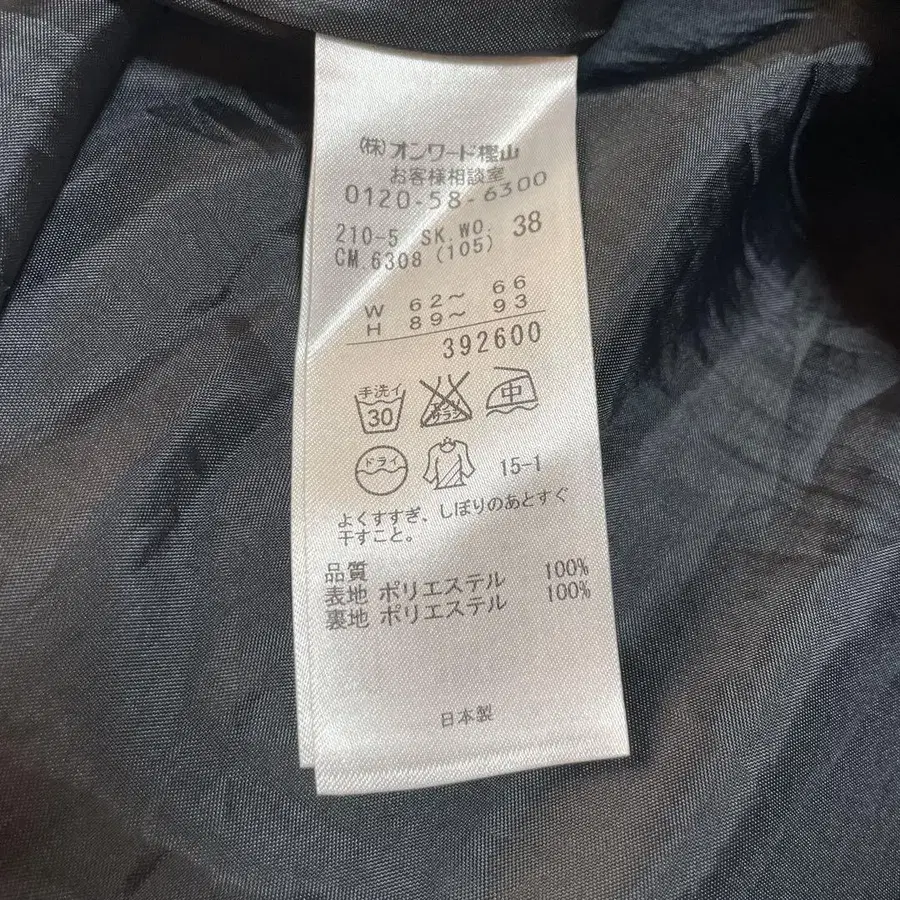 (株)オンワード樫山
お客様相談室
0120-58-6300
210-5 SK.WO. 38
CM.6308(105)
W 62～ 66
H 89～ 93
392600
手洗イ 中
30
ドライ 15-1
よくすすぎ、しぼりのあとすぐ
干すこと。
品質
表地 ポリエステル 100%
裏地 ポリエステル 100%
日本製